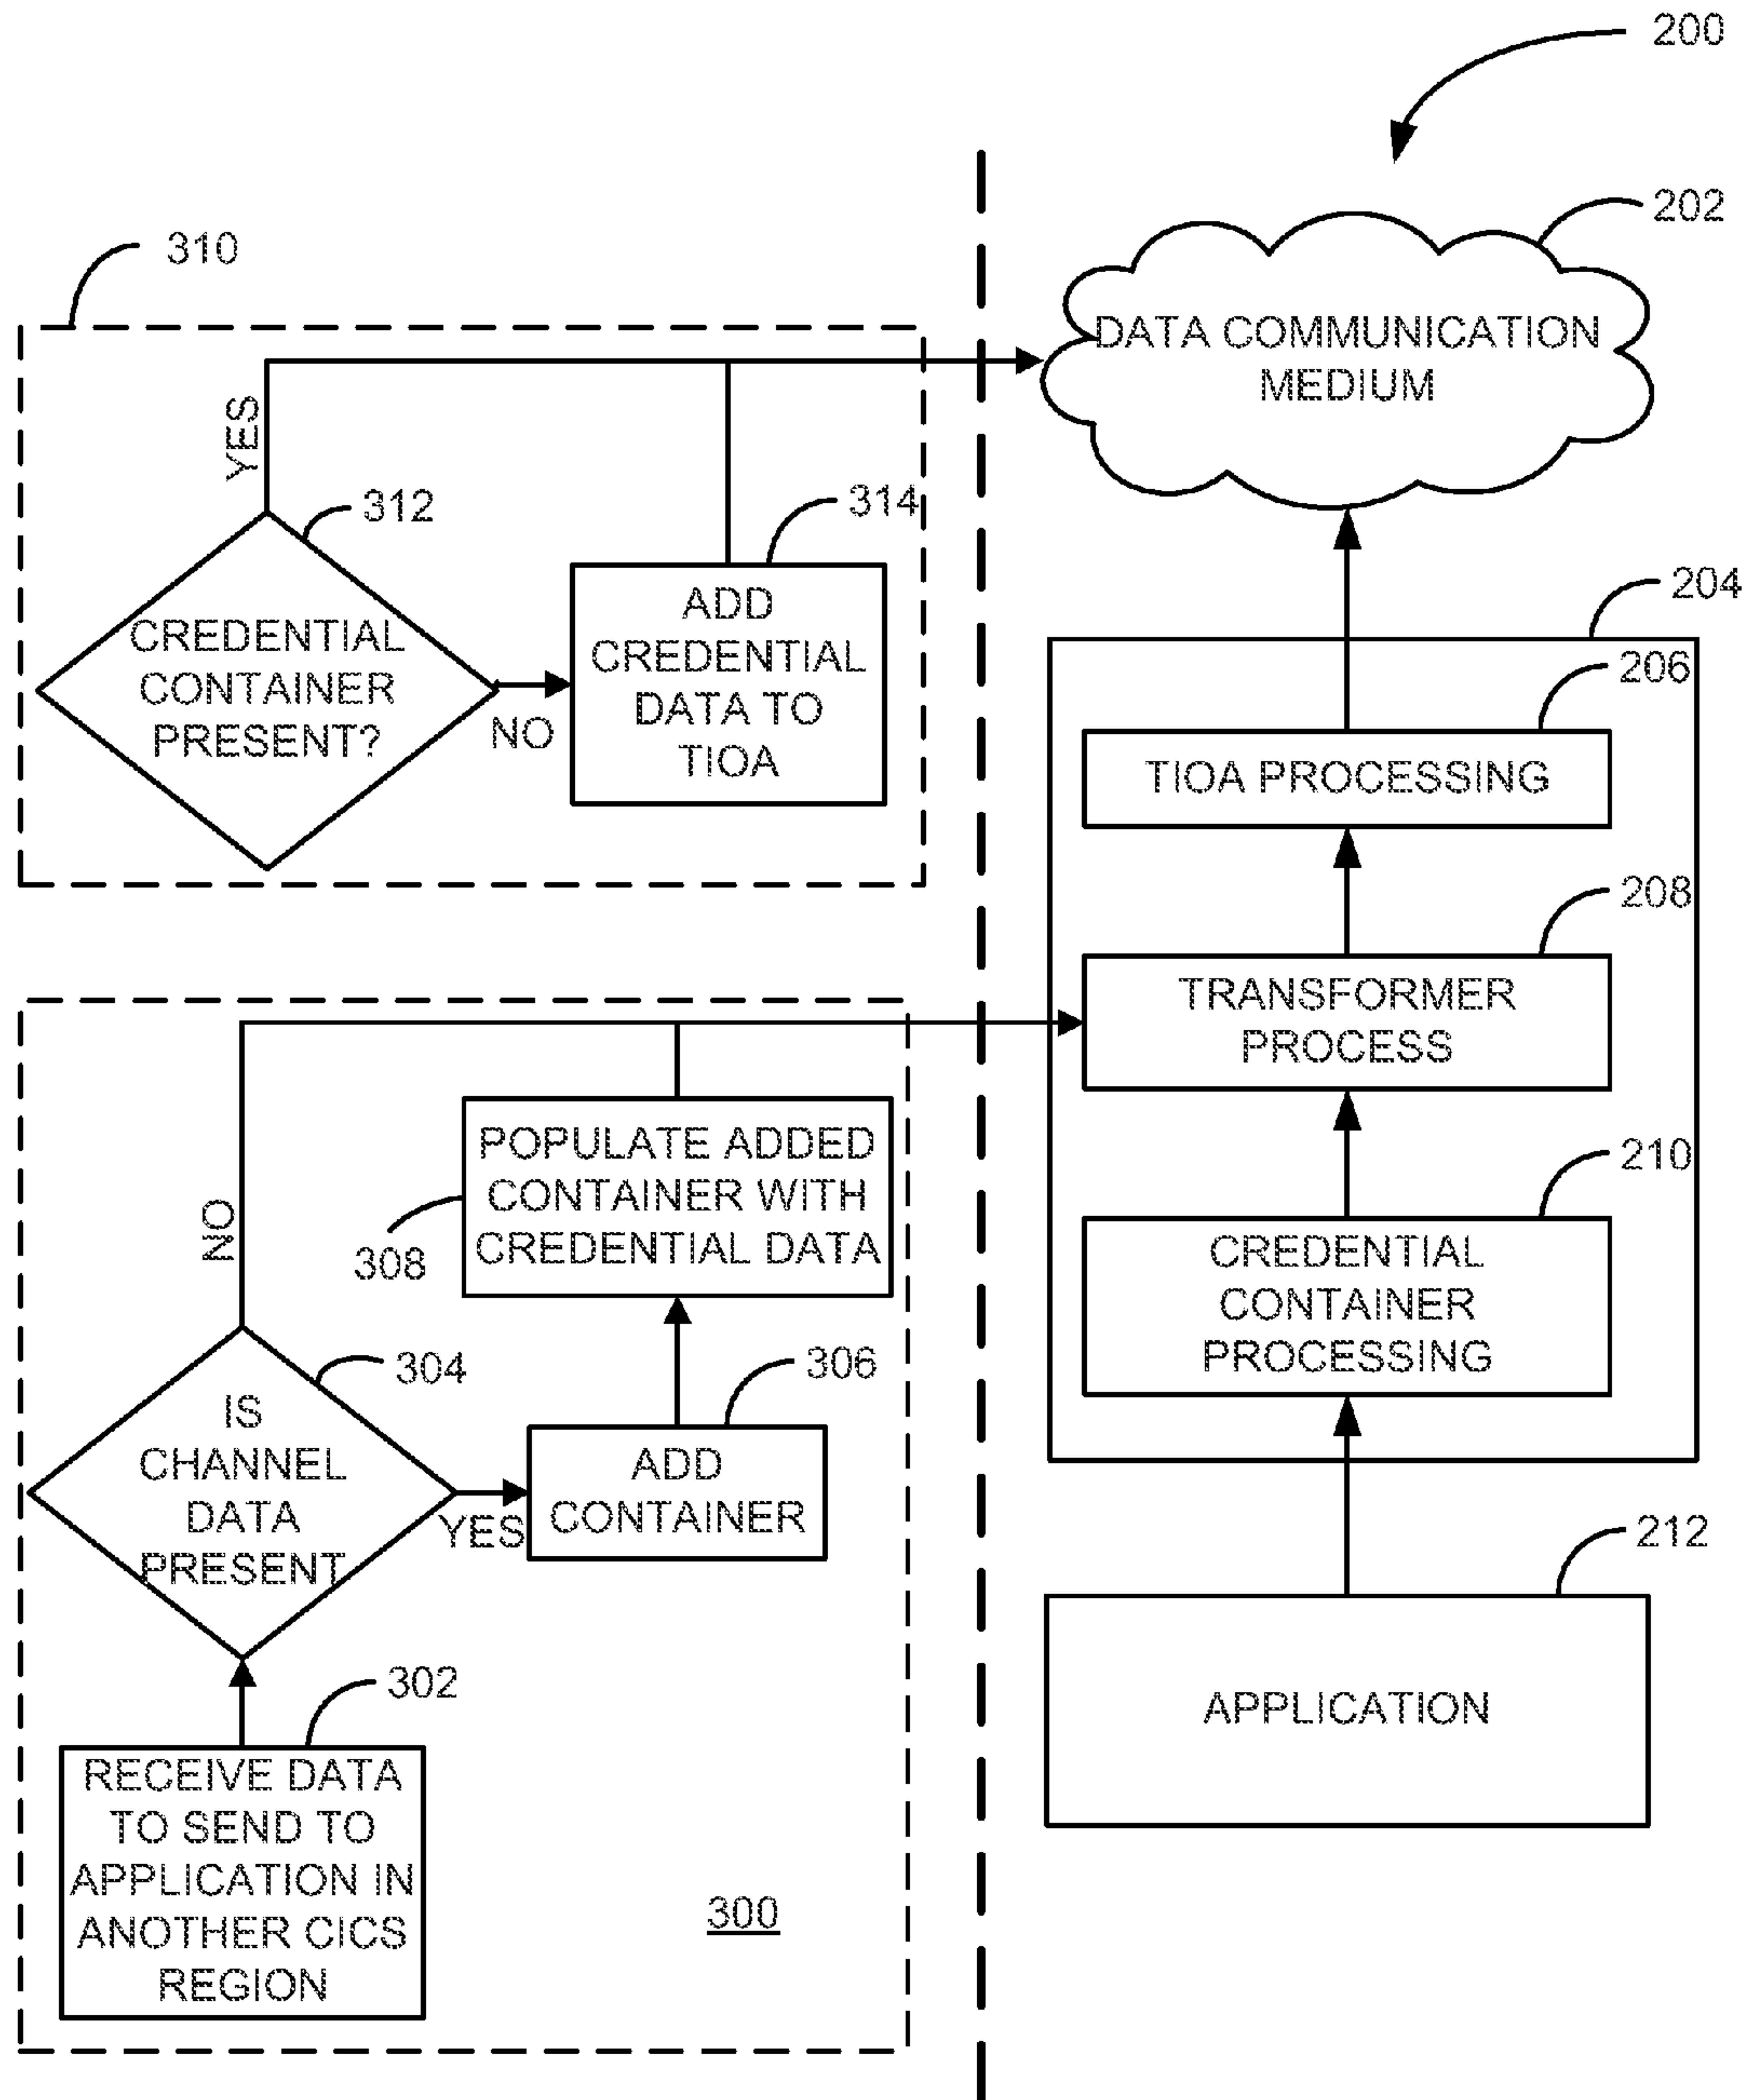 200
202
310
DATA COMMUNICATION
MEDIUM
YES
312
314
CREDENTIAL
CONTAINER
PRESENT?
NO
ADD
CREDENTIAL
DATA TO
TIOA
204
206
TIOA PROCESSING
208
TRANSFORMER
PROCESS
210
CREDENTIAL
CONTAINER
PROCESSING
212
APPLICATION
NO
POPULATE ADDED
CONTAINER WITH
CREDENTIAL DATA
308
304
306
IS
CHANNEL
DATA
PRESENT
YES
ADD
CONTAINER
302
RECEIVE DATA
TO SEND TO
APPLICATION IN
ANOTHER CICS
REGION
300